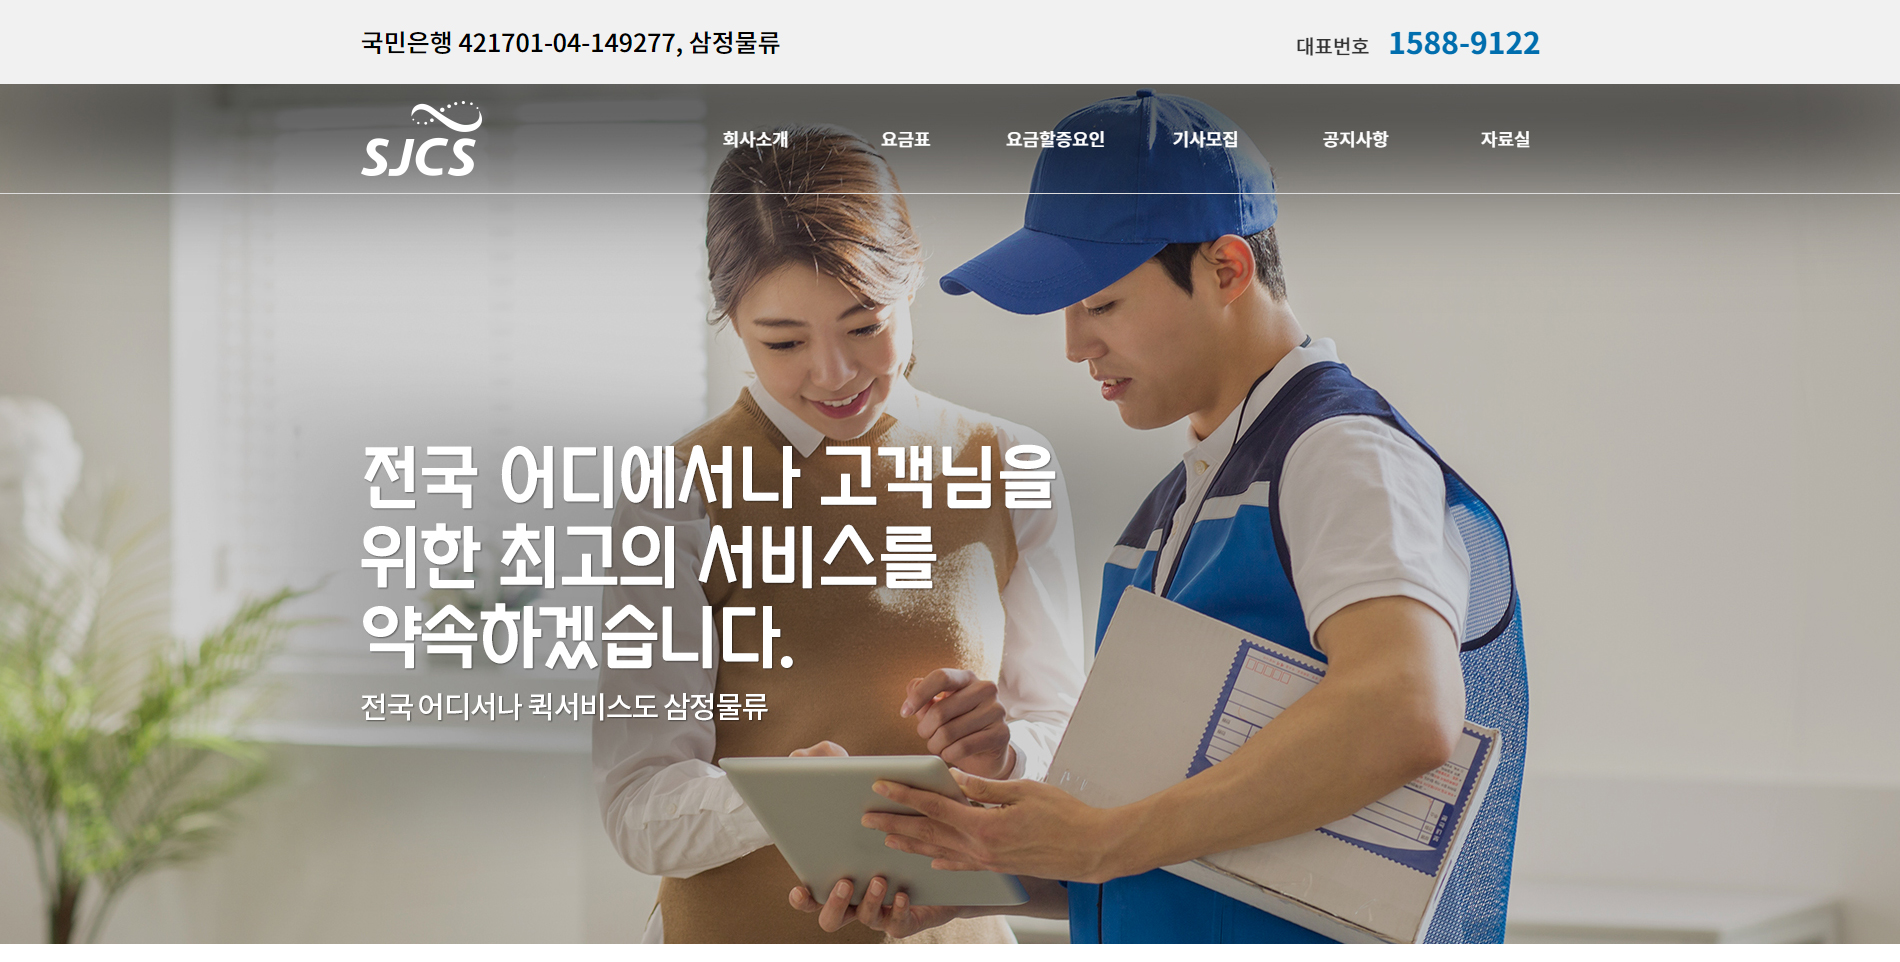 국민은행 421701-04-149277, 삼정물류
대표번호 1588-9122
SJCS
회사소개 요금표 요금할증요인 기사모집 공지사항 자료실
전국 어디에서나 고객님을
위한 최고의 서비스를
약속하겠습니다.
전국 어디서나 퀵서비스도 삼정물류